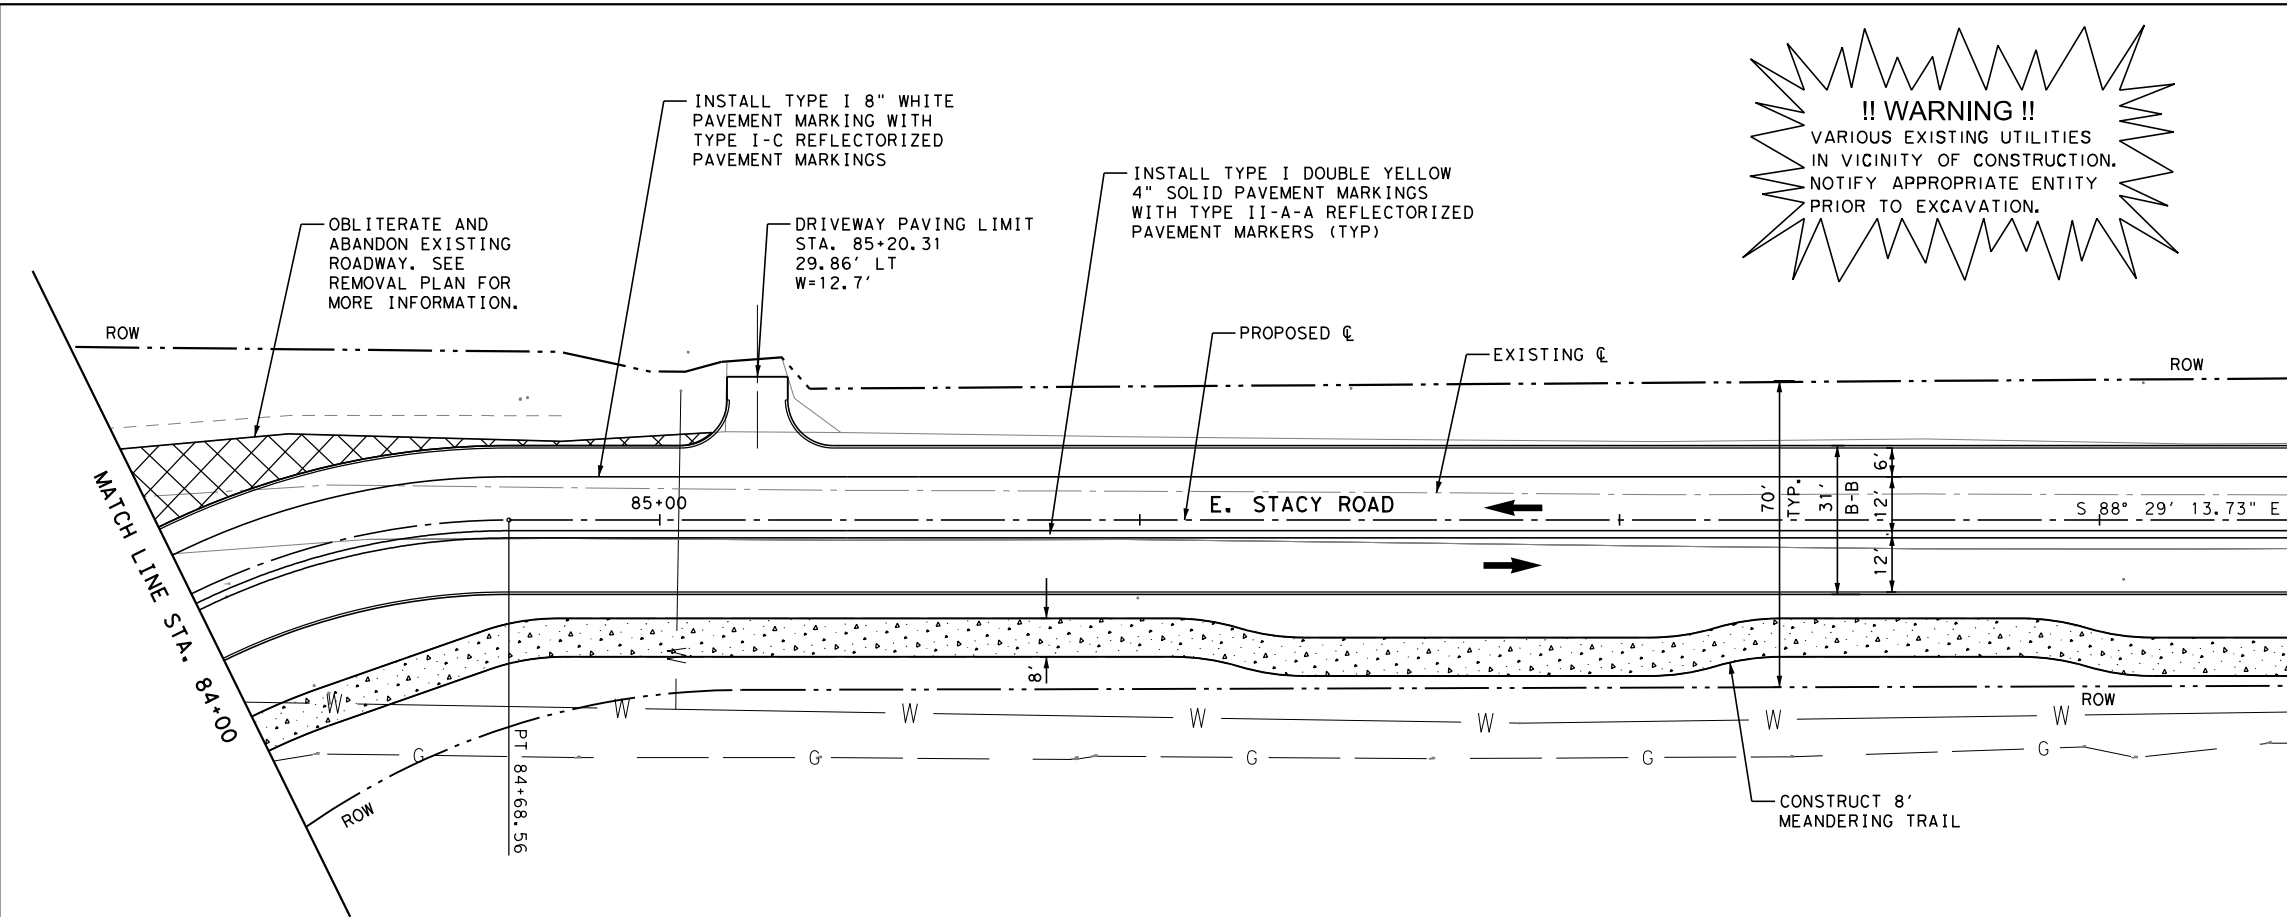 INSTALL TYPE I 8" WHITE
PAVEMENT MARKING WITH
TYPE I-C REFLECTORIZED
PAVEMENT MARKINGS
!! WARNING !!
VARIOUS EXISTING UTILITIES
IN VICINITY OF CONSTRUCTION.
NOTIFY APPROPRIATE ENTITY
PRIOR TO EXCAVATION.
INSTALL TYPE I DOUBLE YELLOW
4" SOLID PAVEMENT MARKINGS
WITH TYPE II-A-A REFLECTORIZED
PAVEMENT MARKERS (TYP)
OBLITERATE AND
ABANDON EXISTING
ROADWAY. SEE
REMOVAL PLAN FOR
MORE INFORMATION.
DRIVEWAY PAVING LIMIT
STA. 85+20.31
29.86' LT
W=12.7'
ROW
PROPOSED ℄
EXISTING ℄
ROW
85+00
E. STACY ROAD
70'
TYP.
31'
B-B
6'
12'
12'
S 88° 29' 13.73" E
MATCH LINE STA. 84+00
8'
W
W
W
W
W
W
W
W
ROW
G
G
G
G
G
PT 84+68.56
ROW
CONSTRUCT 8'
MEANDERING TRAIL